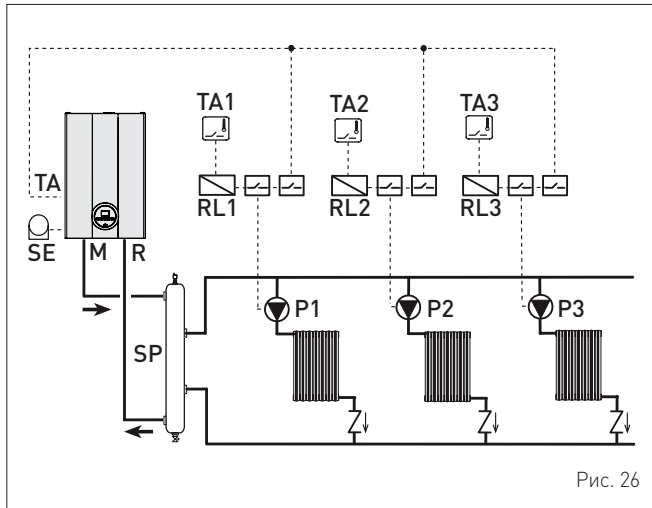 TA1 TA2 TA3
TA
RL1 RL2 RL3
SE M R
P1 P2 P3
SP
Рис. 26